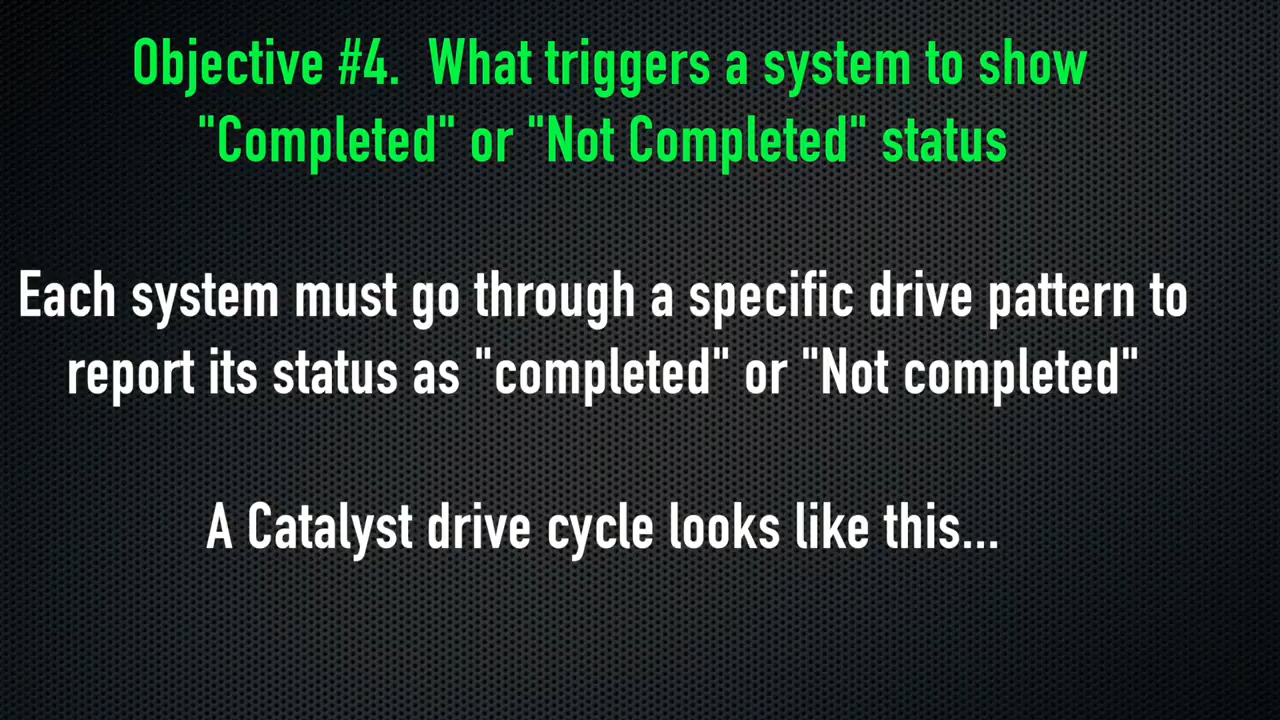 Objective #4.  What triggers a system to show
"Completed" or "Not Completed" status
Each system must go through a specific drive pattern to
report its status as "completed" or "Not completed"
A Catalyst drive cycle looks like this...